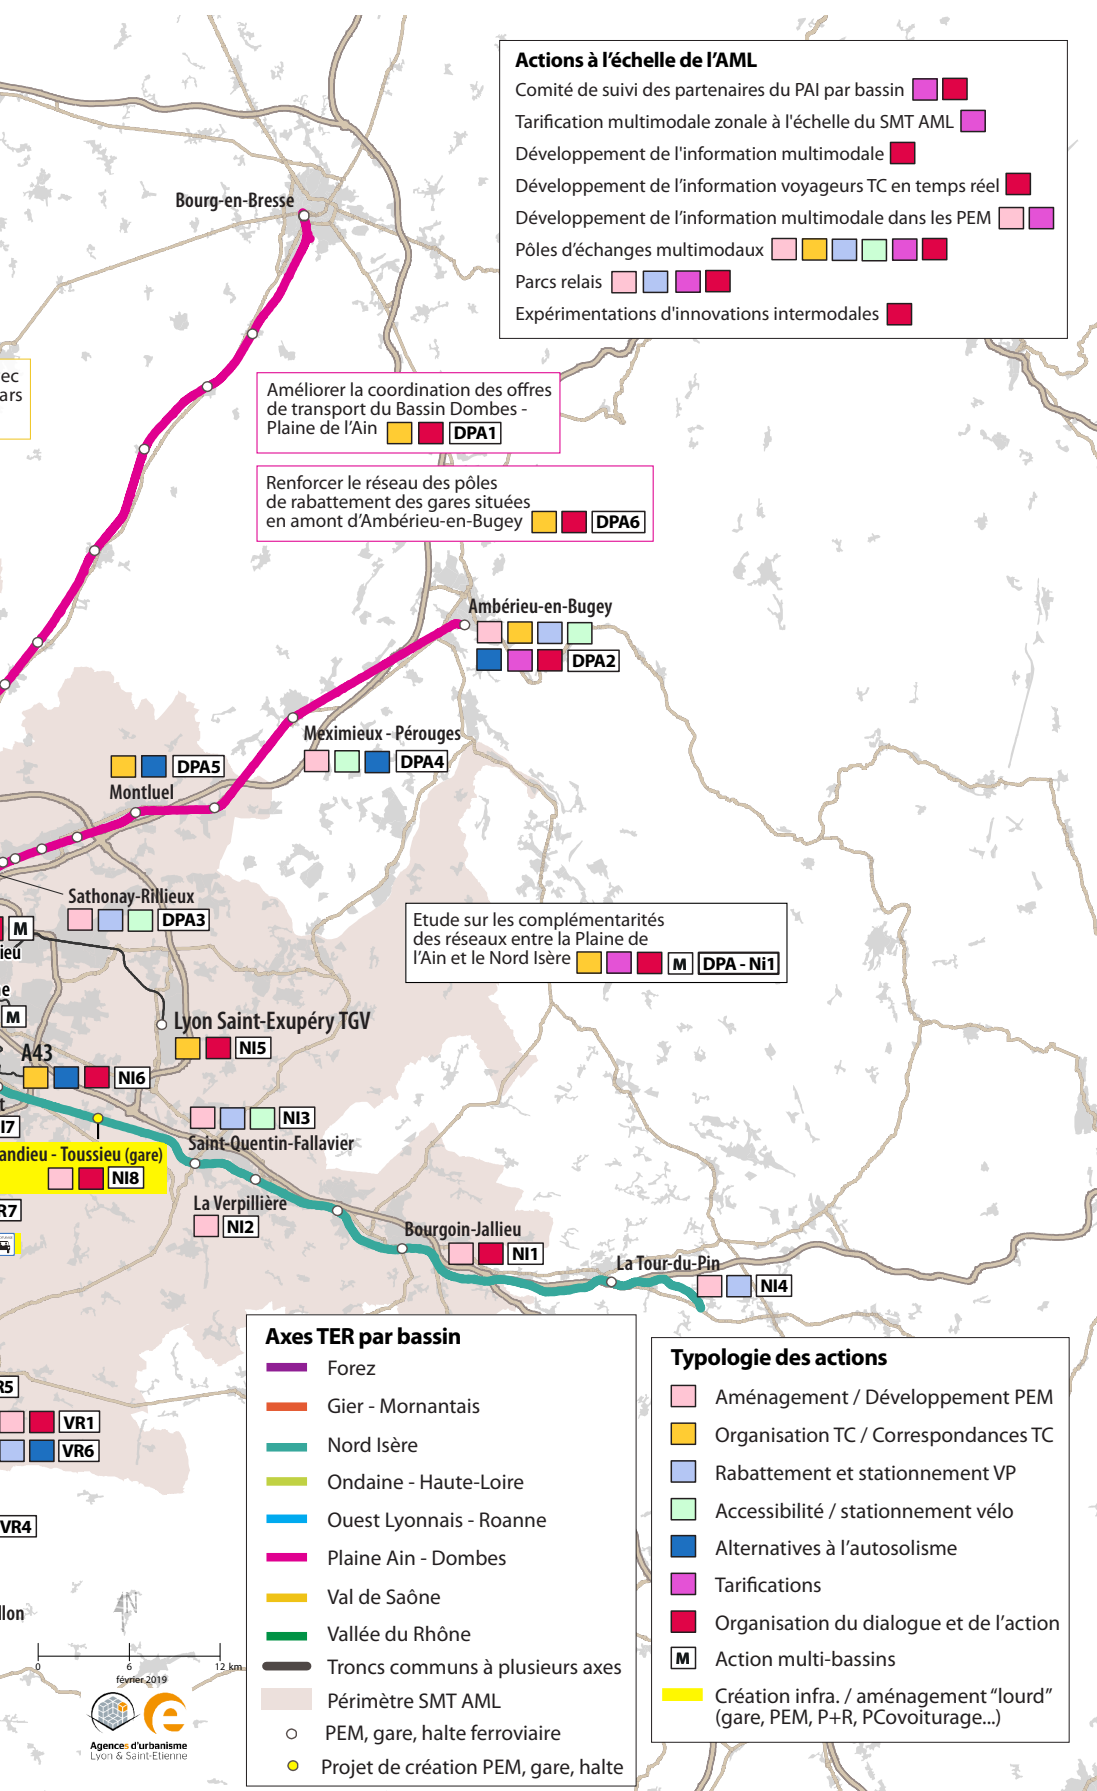 Actions à l'échelle de l'AML
Comité de suivi des partenaires du PAI par bassin
Tarification multimodale zonale à l'échelle du SMT AML
Développement de l'information multimodale
Développement de l'information voyageurs TC en temps réel
Développement de l'information multimodale dans les PEM
Pôles d'échanges multimodaux
Parcs relais
Expérimentations d'innovations intermodales
Bourg-en-Bresse
ec
ars
Améliorer la coordination des offres
de transport du Bassin Dombes -
Plaine de l'Ain DPA1
Renforcer le réseau des pôles
de rabattement des gares situées
en amont d'Ambérieu-en-Bugey DPA6
Ambérieu-en-Bugey
DPA2
Meximieux - Pérouges
DPA4
DPA5
Montluel
Sathonay-Rillieux
DPA3
M
ieu
Etude sur les complémentarités
des réseaux entre la Plaine de
l'Ain et le Nord Isère M DPA - Ni1
ne
M
Lyon Saint-Exupéry TGV
NI5
A43
NI6
t
I7
NI3
Saint-Quentin-Fallavier
andieu - Toussieu (gare)
NI8
La Verpillière
NI2
R7
Bourgoin-Jallieu
NI1
La Tour-du-Pin
NI4
R5
VR1
VR6
VR4
llon
0 6 12 km
février 2019
Agences d'urbanisme
Lyon & Saint-Etienne
Axes TER par bassin
Forez
Gier - Mornantais
Nord Isère
Ondaine - Haute-Loire
Ouest Lyonnais - Roanne
Plaine Ain - Dombes
Val de Saône
Vallée du Rhône
Troncs communs à plusieurs axes
Périmètre SMT AML
PEM, gare, halte ferroviaire
Projet de création PEM, gare, halte
Typologie des actions
Aménagement / Développement PEM
Organisation TC / Correspondances TC
Rabattement et stationnement VP
Accessibilité / stationnement vélo
Alternatives à l'autosolisme
Tarifications
Organisation du dialogue et de l'action
M Action multi-bassins
Création infra. / aménagement "lourd"
(gare, PEM, P+R, PCovoiturage...)